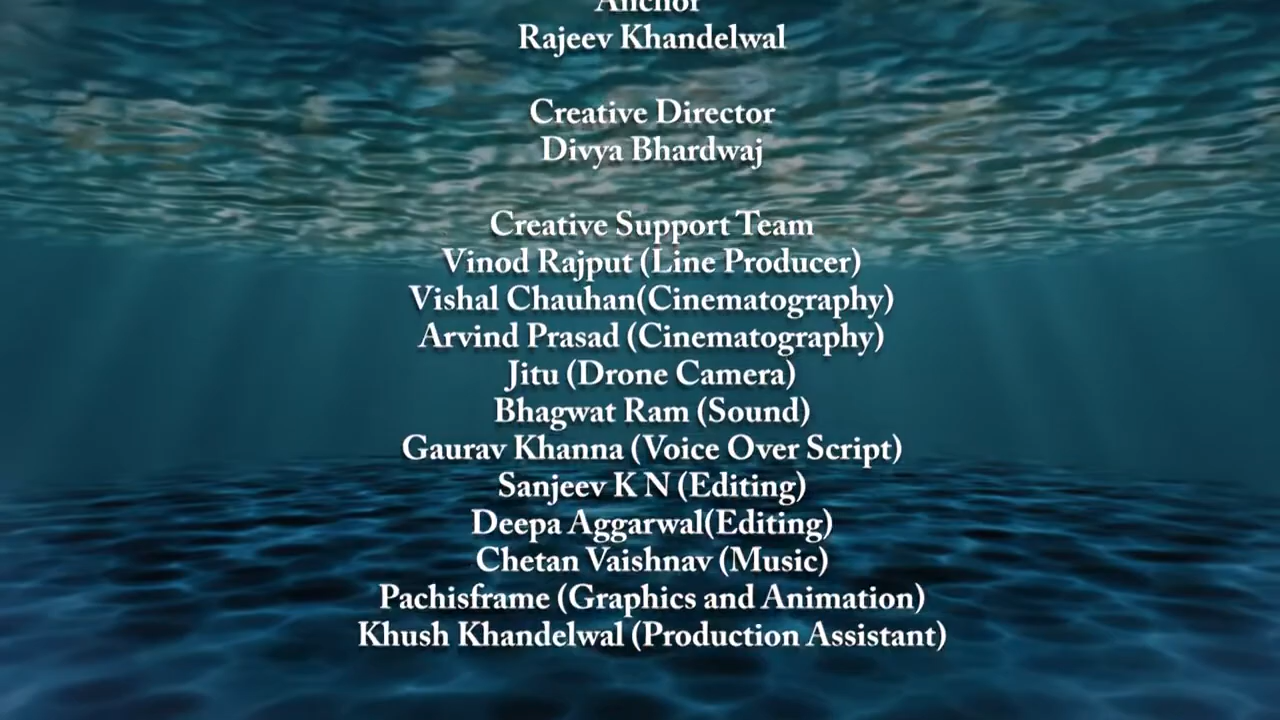 Anchor
Rajeev Khandelwal
Creative Director
Divya Bhardwaj
Creative Support Team
Vinod Rajput (Line Producer)
Vishal Chauhan(Cinematography)
Arvind Prasad (Cinematography)
Jitu (Drone Camera)
Bhagwat Ram (Sound)
Gaurav Khanna (Voice Over Script)
Sanjeev K N (Editing)
Deepa Aggarwal(Editing)
Chetan Vaishnav (Music)
Pachisframe (Graphics and Animation)
Khush Khandelwal (Production Assistant)